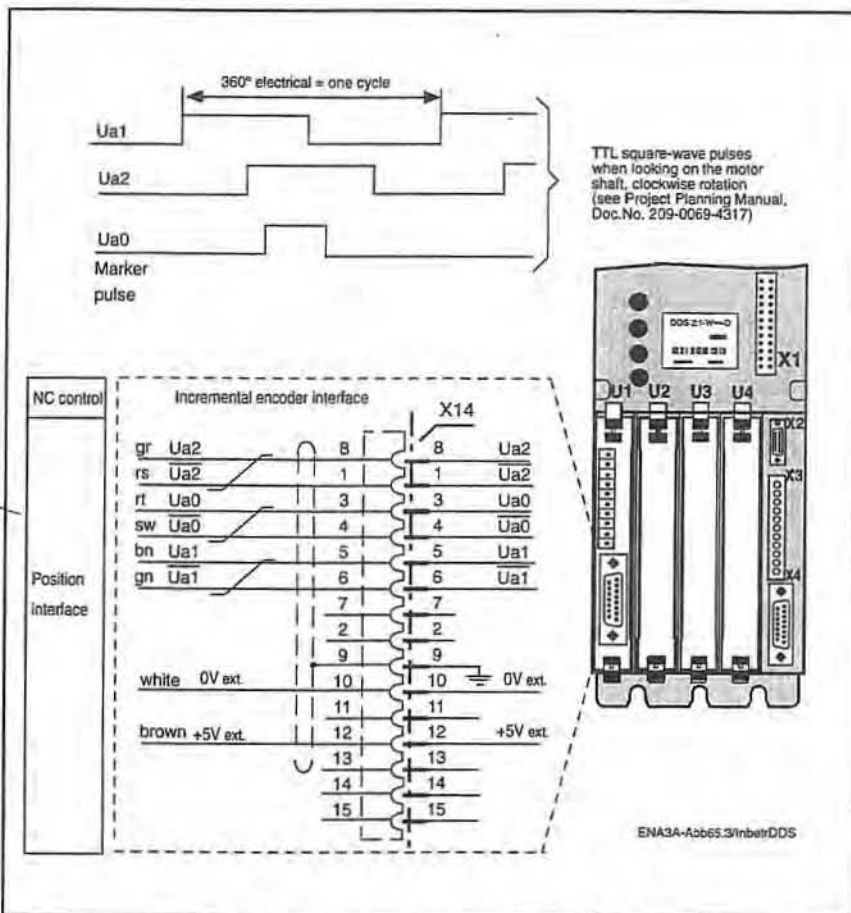 360° electrical = one cycle
Ua1
Ua2
Ua0
Marker
pulse
TTL square-wave pulses
when looking on the motor
shaft, clockwise rotation
(see Project Planning Manual,
Doc.No. 209-0069-4317)
X1
U1 U2 U3 U4
X2
X3
X4
NC control
Position
interface
Incremental encoder interface
X14
gr Ua2 8 8 Ua2
rs Ua2 1 1 Ua2
rt Ua0 3 3 Ua0
sw Ua0 4 4 Ua0
bn Ua1 5 5 Ua1
gn Ua1 6 6 Ua1
7 7
2 2
9 9
white 0V ext. 10 10 0V ext.
11 11
brown +5V ext. 12 12 +5V ext.
13 13
14 14
15 15
ENA3A-Abb65.3/InbetrDDS